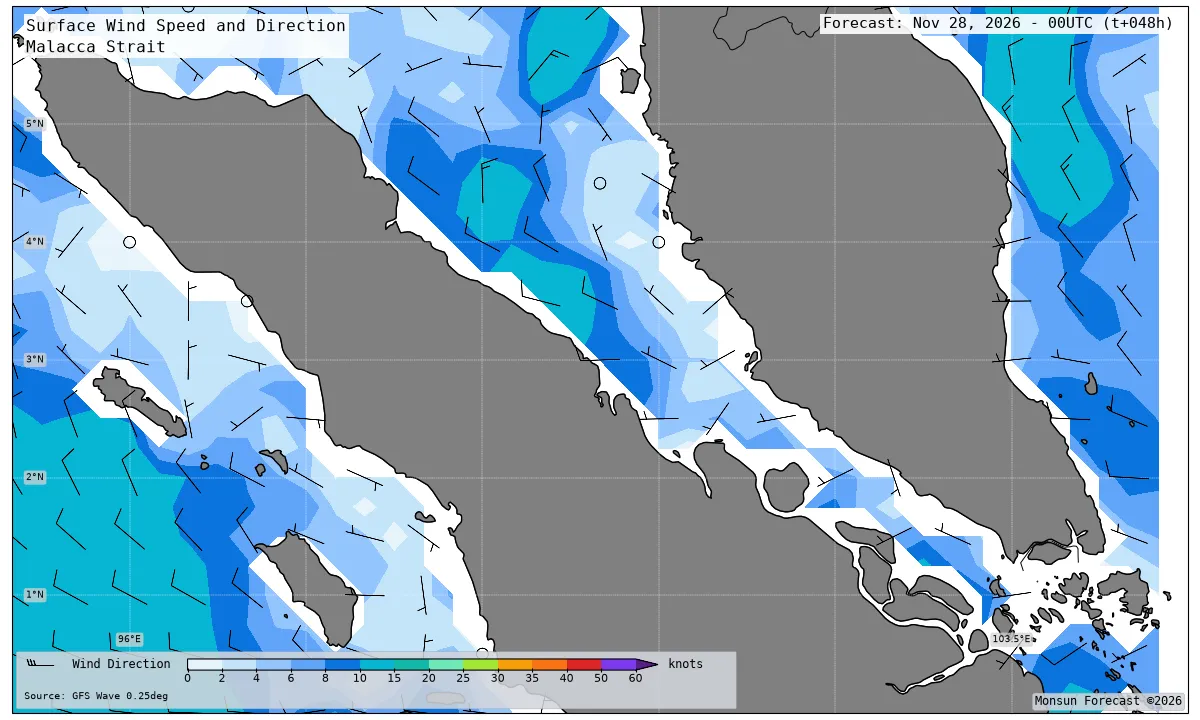 Surface Wind Speed and Direction
Malacca Strait
Forecast: Nov 28, 2026 - 00UTC (t+048h)
5°N
4°N
3°N
2°N
1°N
96°E
103.5°E
Wind Direction
knots
0 2 4 6 8 10 15 20 25 30 35 40 50 60
Source: GFS Wave 0.25deg
Monsun Forecast ©2026